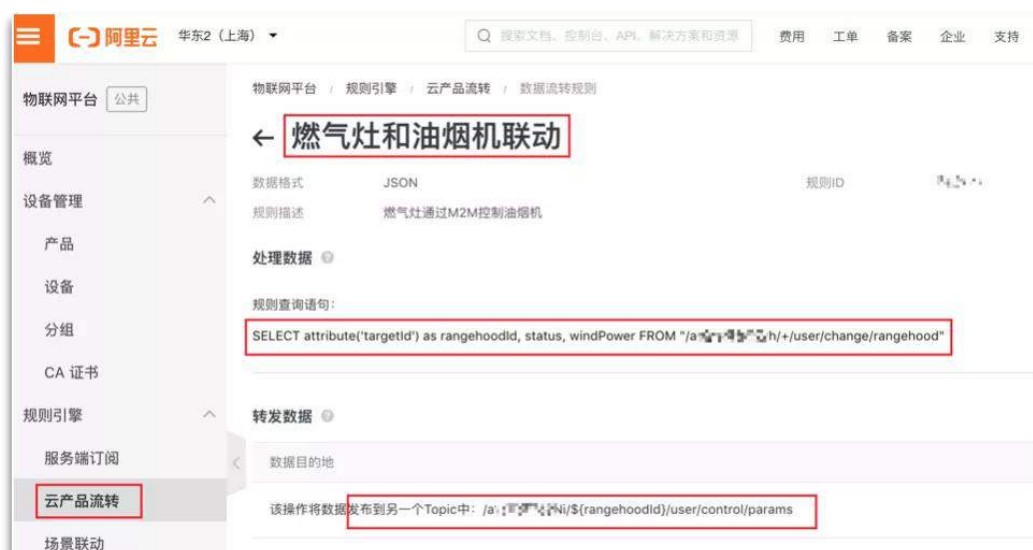 阿里云 华东2（上海） 搜索文档、控制台、API、解决方案和资源 费用 工单 备案 企业 支持
物联网平台 公共
概览
设备管理
产品
设备
分组
CA 证书
规则引擎
服务端订阅
云产品流转
场景联动
物联网平台 / 规则引擎 / 云产品流转 / 数据流转规则
← 燃气灶和油烟机联动
数据格式 JSON 规则ID
规则描述 燃气灶通过M2M控制油烟机
处理数据
规则查询语句：
SELECT attribute('targetId') as rangehoodId, status, windPower FROM "/a h/+/user/change/rangehood"
转发数据
数据目的地
该操作将数据发布到另一个Topic中：/a Ni/${rangehoodId}/user/control/params